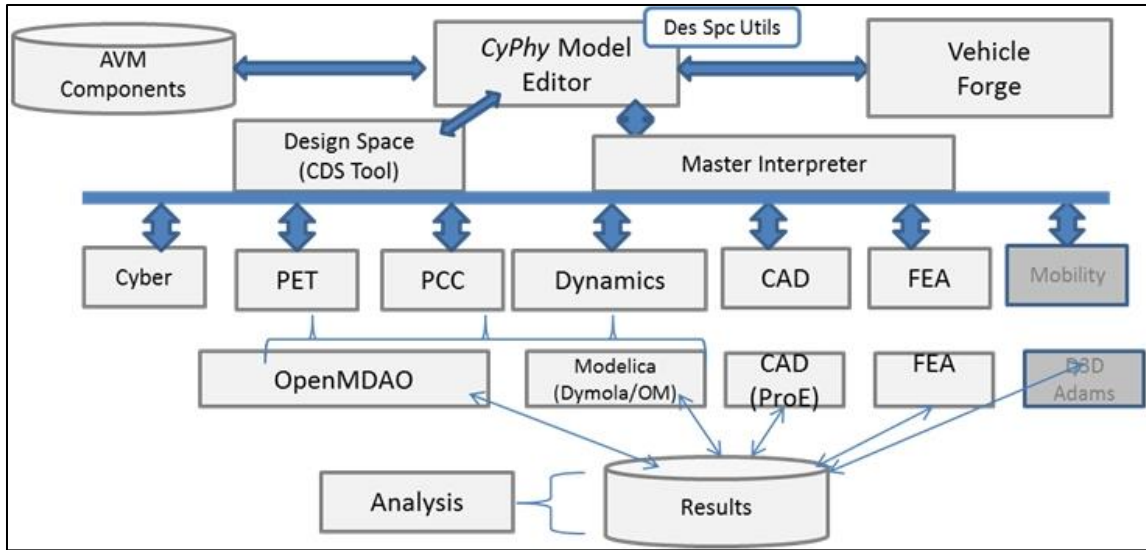 AVM
Components
CyPhy Model
Editor
Des Spc Utils
Vehicle
Forge
Design Space
(CDS Tool)
Master Interpreter
Cyber
PET
PCC
Dynamics
CAD
FEA
Mobility
OpenMDAO
Modelica
(Dymola/OM)
CAD
(ProE)
FEA
D3D
Adams
Analysis
Results